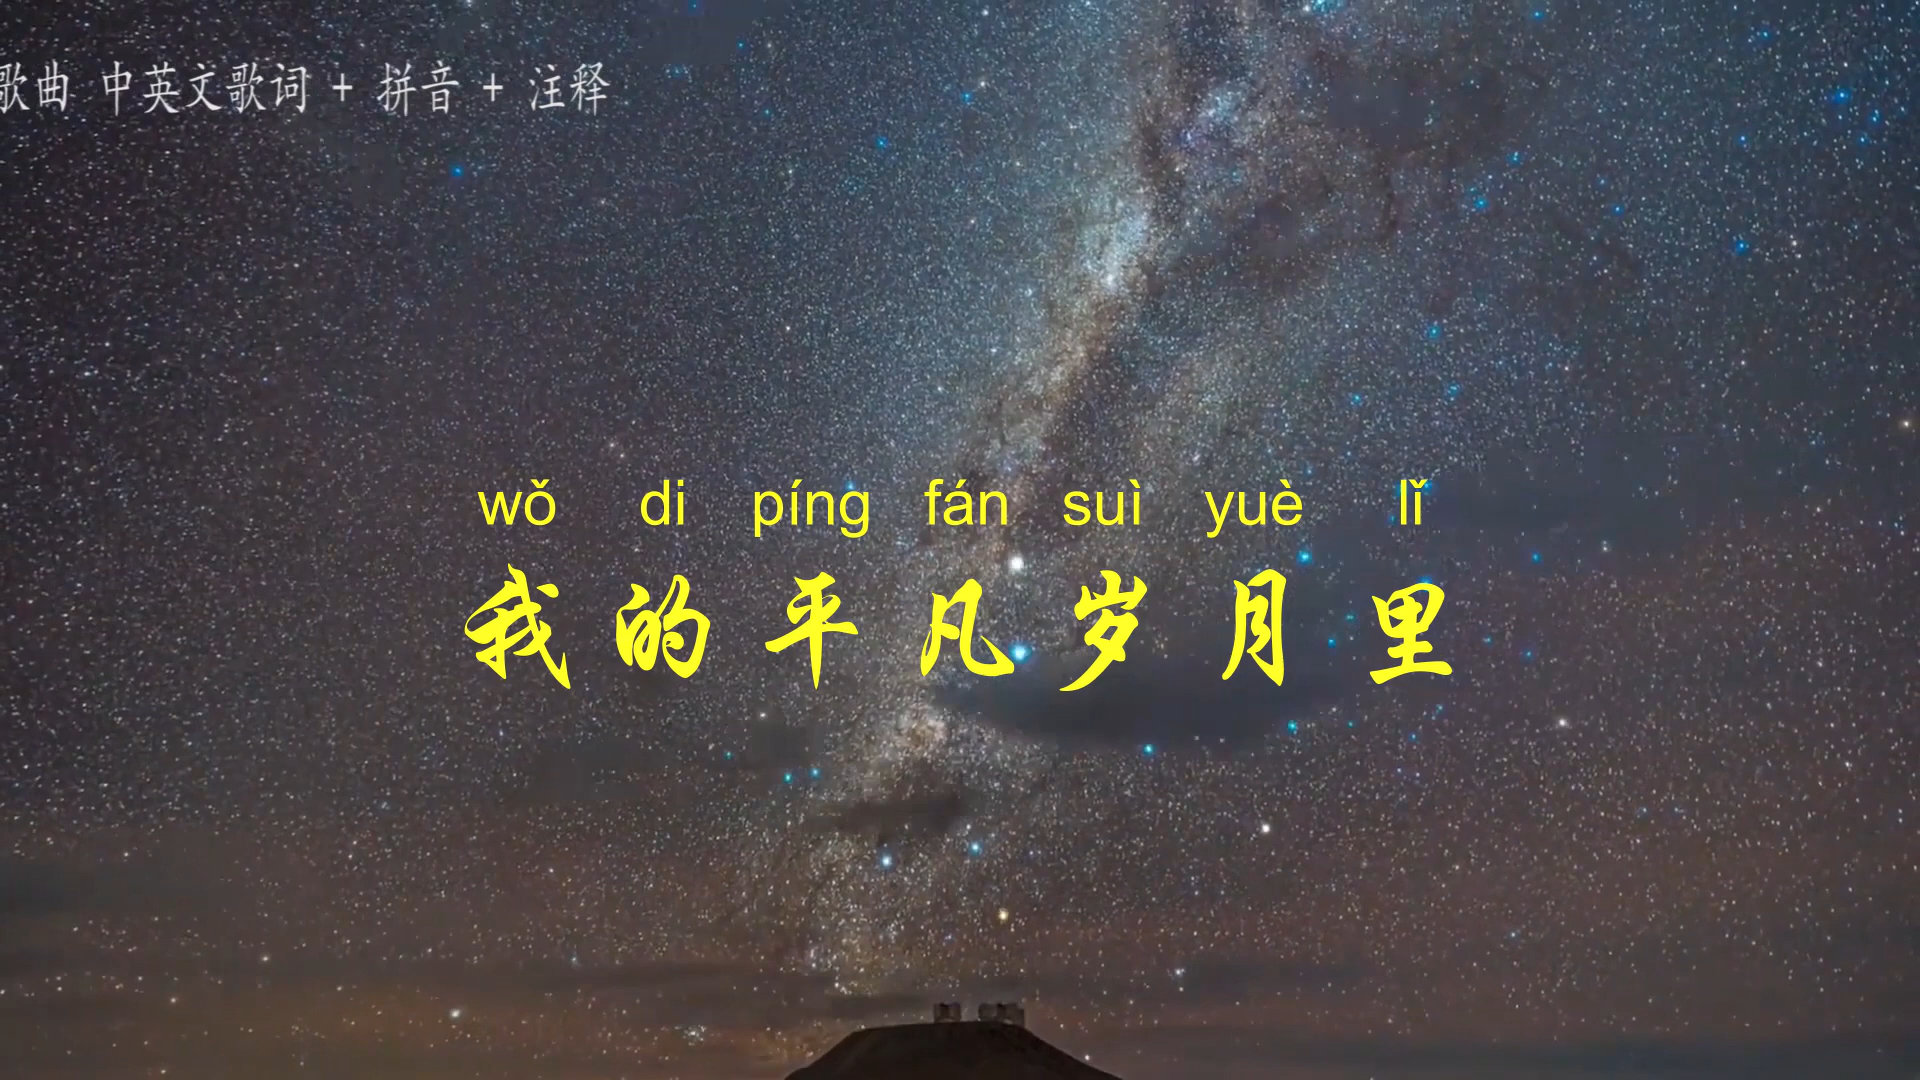 歌曲 中英文歌词 + 拼音 + 注释
wǒ di píng fán suì yuè lǐ
我的平凡岁月里